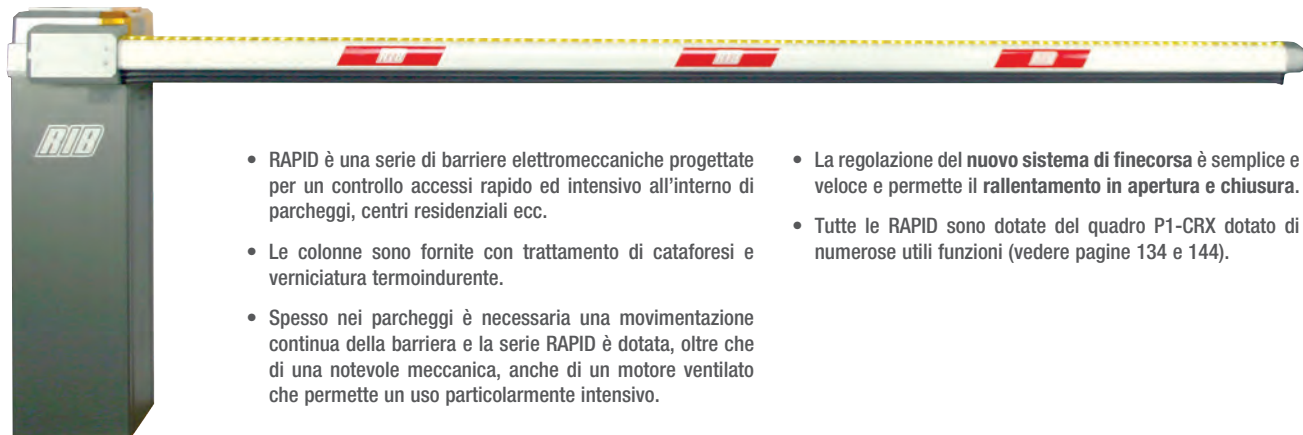 RIB
• RAPID è una serie di barriere elettromeccaniche progettate
per un controllo accessi rapido ed intensivo all'interno di
parcheggi, centri residenziali ecc.
• Le colonne sono fornite con trattamento di cataforesi e
verniciatura termoindurente.
• Spesso nei parcheggi è necessaria una movimentazione
continua della barriera e la serie RAPID è dotata, oltre che
di una notevole meccanica, anche di un motore ventilato
che permette un uso particolarmente intensivo.
• La regolazione del nuovo sistema di finecorsa è semplice e
veloce e permette il rallentamento in apertura e chiusura.
• Tutte le RAPID sono dotate del quadro P1-CRX dotato di
numerose utili funzioni (vedere pagine 134 e 144).